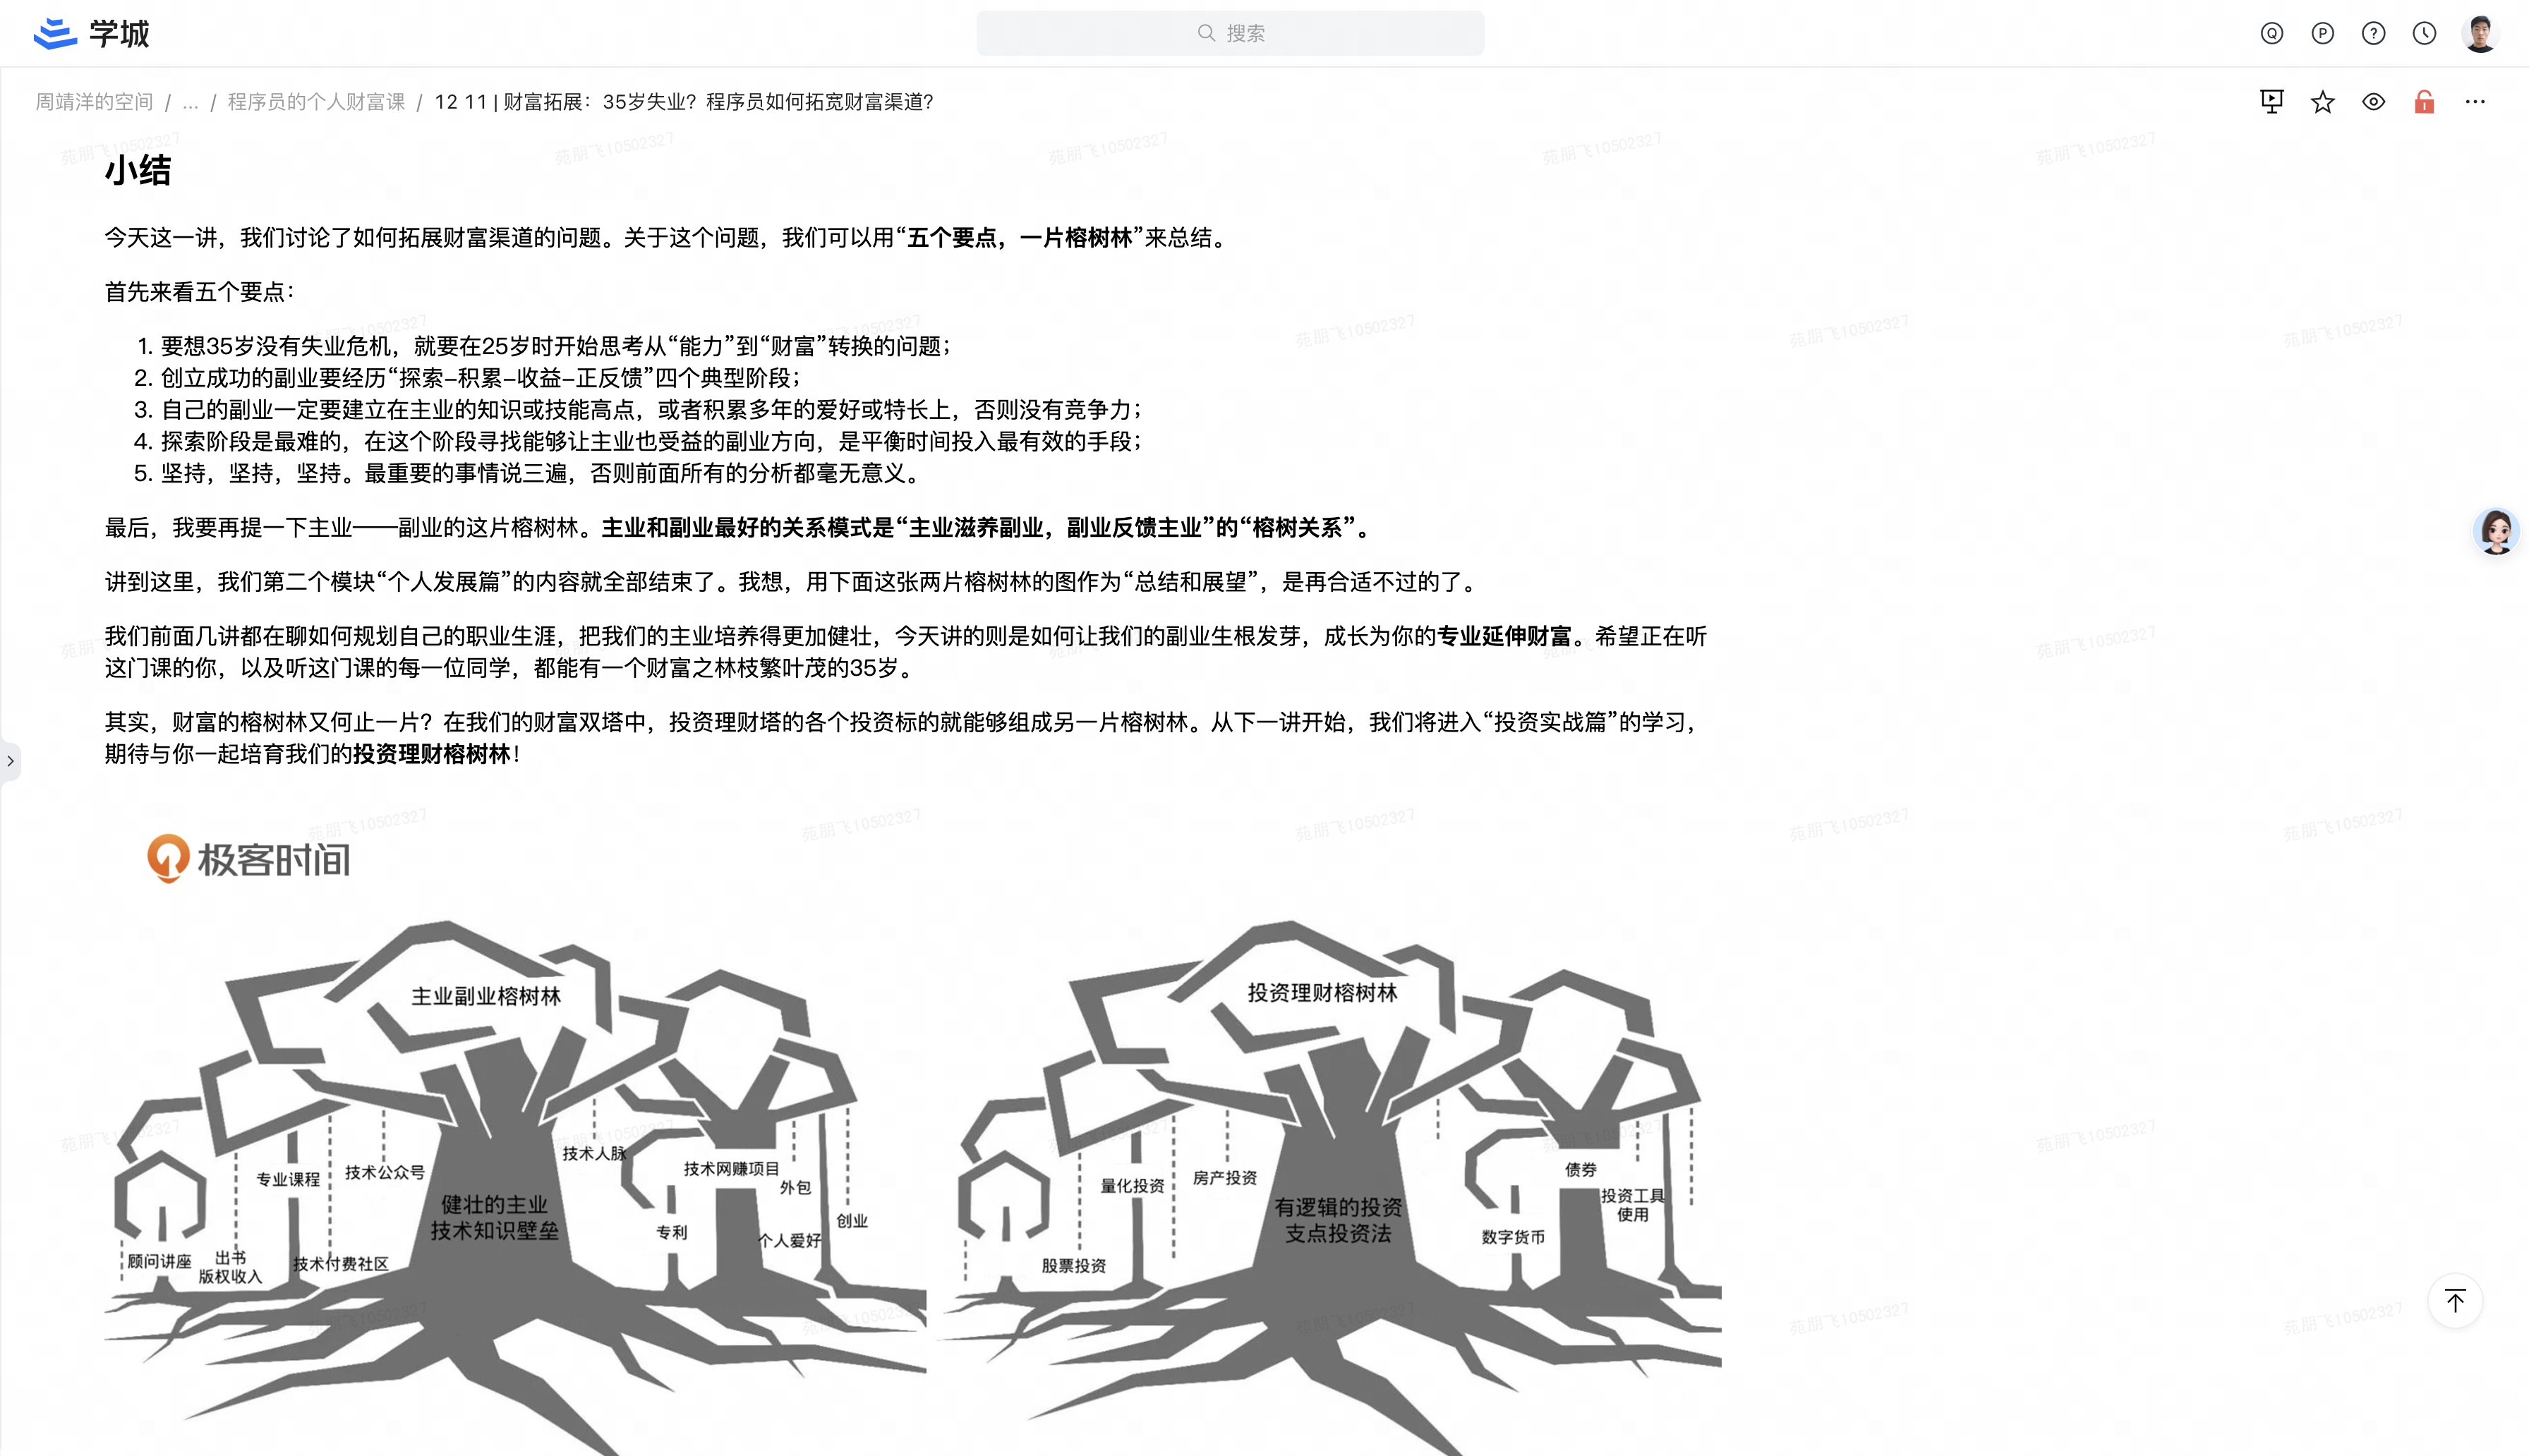 学城
搜索
周靖洋的空间 / ... / 程序员的个人财富课 / 12 11 | 财富拓展：35岁失业？程序员如何拓宽财富渠道？
小结
今天这一讲，我们讨论了如何拓展财富渠道的问题。关于这个问题，我们可以用“五个要点，一片榕树林”来总结。
首先来看五个要点：
1. 要想35岁没有失业危机，就要在25岁时开始思考从“能力”到“财富”转换的问题；
2. 创立成功的副业要经历“探索–积累–收益–正反馈”四个典型阶段；
3. 自己的副业一定要建立在主业的知识或技能高点，或者积累多年的爱好或特长上，否则没有竞争力；
4. 探索阶段是最难的，在这个阶段寻找能够让主业也受益的副业方向，是平衡时间投入最有效的手段；
5. 坚持，坚持，坚持。最重要的事情说三遍，否则前面所有的分析都毫无意义。
最后，我要再提一下主业——副业的这片榕树林。主业和副业最好的关系模式是“主业滋养副业，副业反馈主业”的“榕树关系”。
讲到这里，我们第二个模块“个人发展篇”的内容就全部结束了。我想，用下面这张两片榕树林的图作为“总结和展望”，是再合适不过的了。
我们前面几讲都在聊如何规划自己的职业生涯，把我们的主业培养得更加健壮，今天讲的则是如何让我们的副业生根发芽，成长为你的专业延伸财富。希望正在听
这门课的你，以及听这门课的每一位同学，都能有一个财富之林枝繁叶茂的35岁。
其实，财富的榕树林又何止一片？在我们的财富双塔中，投资理财塔的各个投资标的就能够组成另一片榕树林。从下一讲开始，我们将进入“投资实战篇”的学习，
期待与你一起培育我们的投资理财榕树林！
极客时间
主业副业榕树林
技术人脉
专业课程
技术公众号
技术网赚项目
外包
健壮的主业
技术知识壁垒
专利
创业
个人爱好
顾问讲座
出书
版权收入
技术付费社区
投资理财榕树林
量化投资
房产投资
债券
投资工具
使用
有逻辑的投资
支点投资法
数字货币
股票投资
苑朋飞10502327